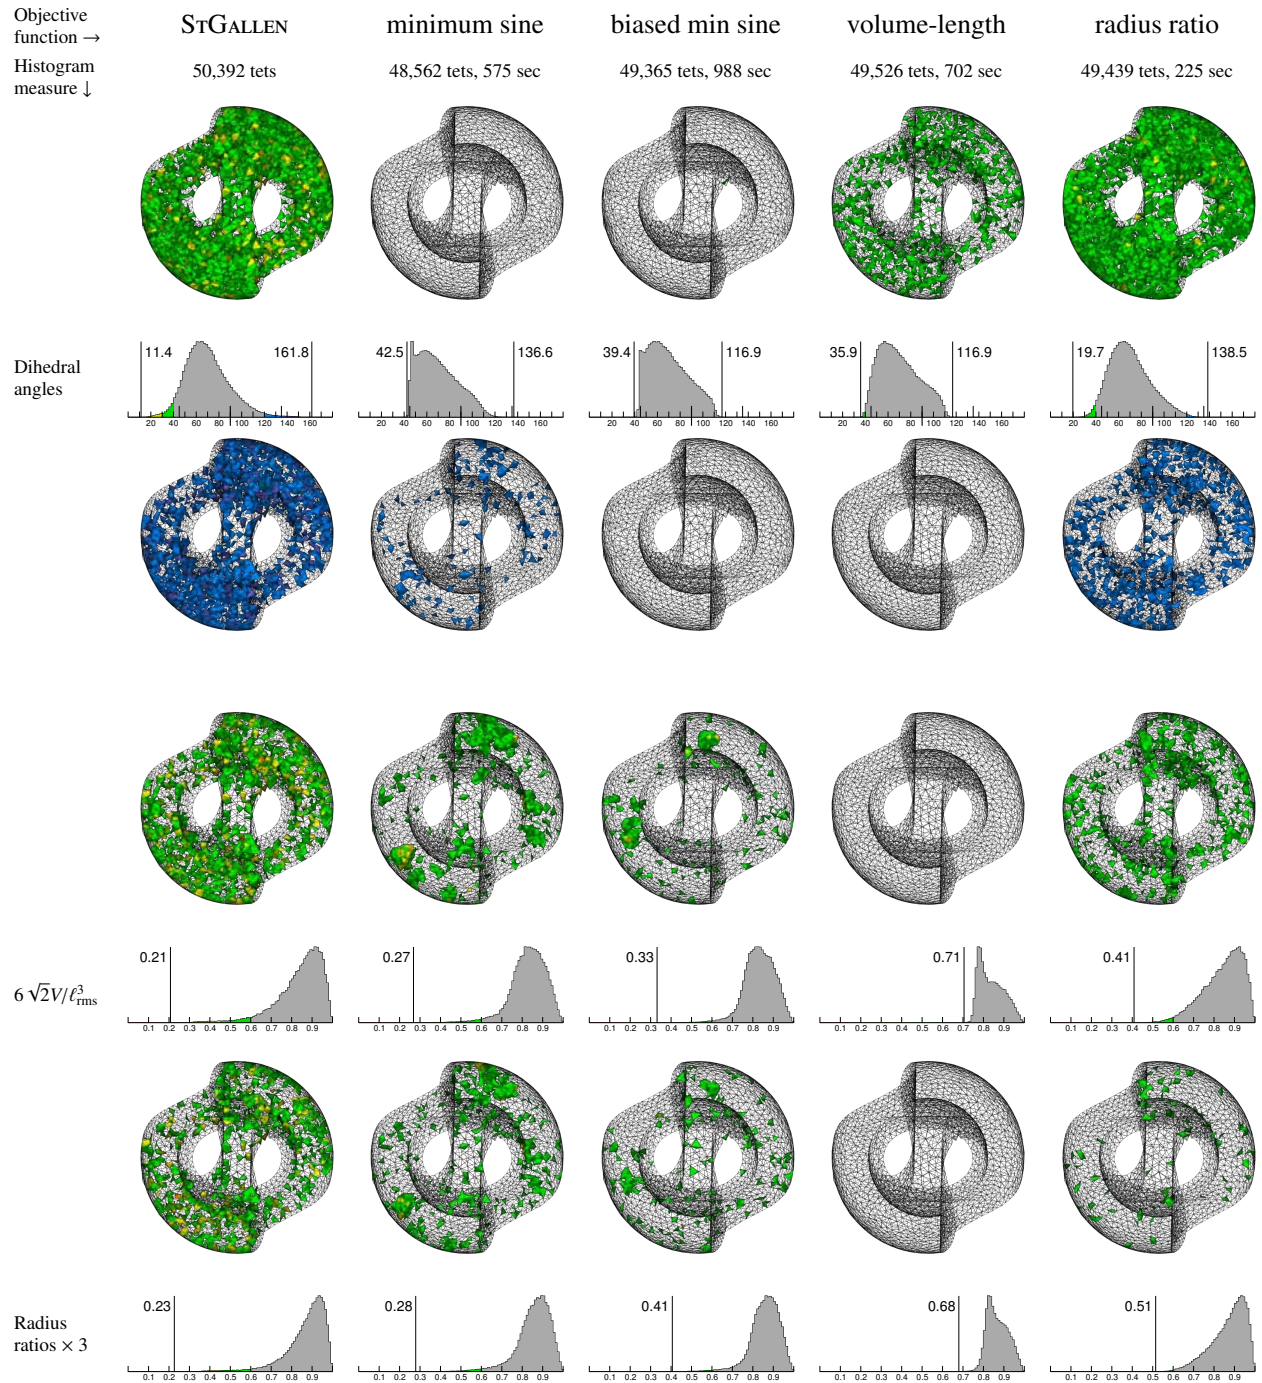 Objective function → STGALLEN minimum sine biased min sine volume-length radius ratio
Histogram measure ↓ 50,392 tets 48,562 tets, 575 sec 49,365 tets, 988 sec 49,526 tets, 702 sec 49,439 tets, 225 sec
Dihedral angles
11.4 161.8 42.5 136.6 39.4 116.9 35.9 116.9 19.7 138.5
20 40 60 80 100 120 140 160 20 40 60 80 100 120 140 160 20 40 60 80 100 120 140 160 20 40 60 80 100 120 140 160 20 40 60 80 100 120 140 160
6 √2V/ℓ³rms
0.21 0.27 0.33 0.71 0.41
0.1 0.2 0.3 0.4 0.5 0.6 0.7 0.8 0.9 0.1 0.2 0.3 0.4 0.5 0.6 0.7 0.8 0.9 0.1 0.2 0.3 0.4 0.5 0.6 0.7 0.8 0.9 0.1 0.2 0.3 0.4 0.5 0.6 0.7 0.8 0.9 0.1 0.2 0.3 0.4 0.5 0.6 0.7 0.8 0.9
Radius ratios × 3
0.23 0.28 0.41 0.68 0.51
0.1 0.2 0.3 0.4 0.5 0.6 0.7 0.8 0.9 0.1 0.2 0.3 0.4 0.5 0.6 0.7 0.8 0.9 0.1 0.2 0.3 0.4 0.5 0.6 0.7 0.8 0.9 0.1 0.2 0.3 0.4 0.5 0.6 0.7 0.8 0.9 0.1 0.2 0.3 0.4 0.5 0.6 0.7 0.8 0.9